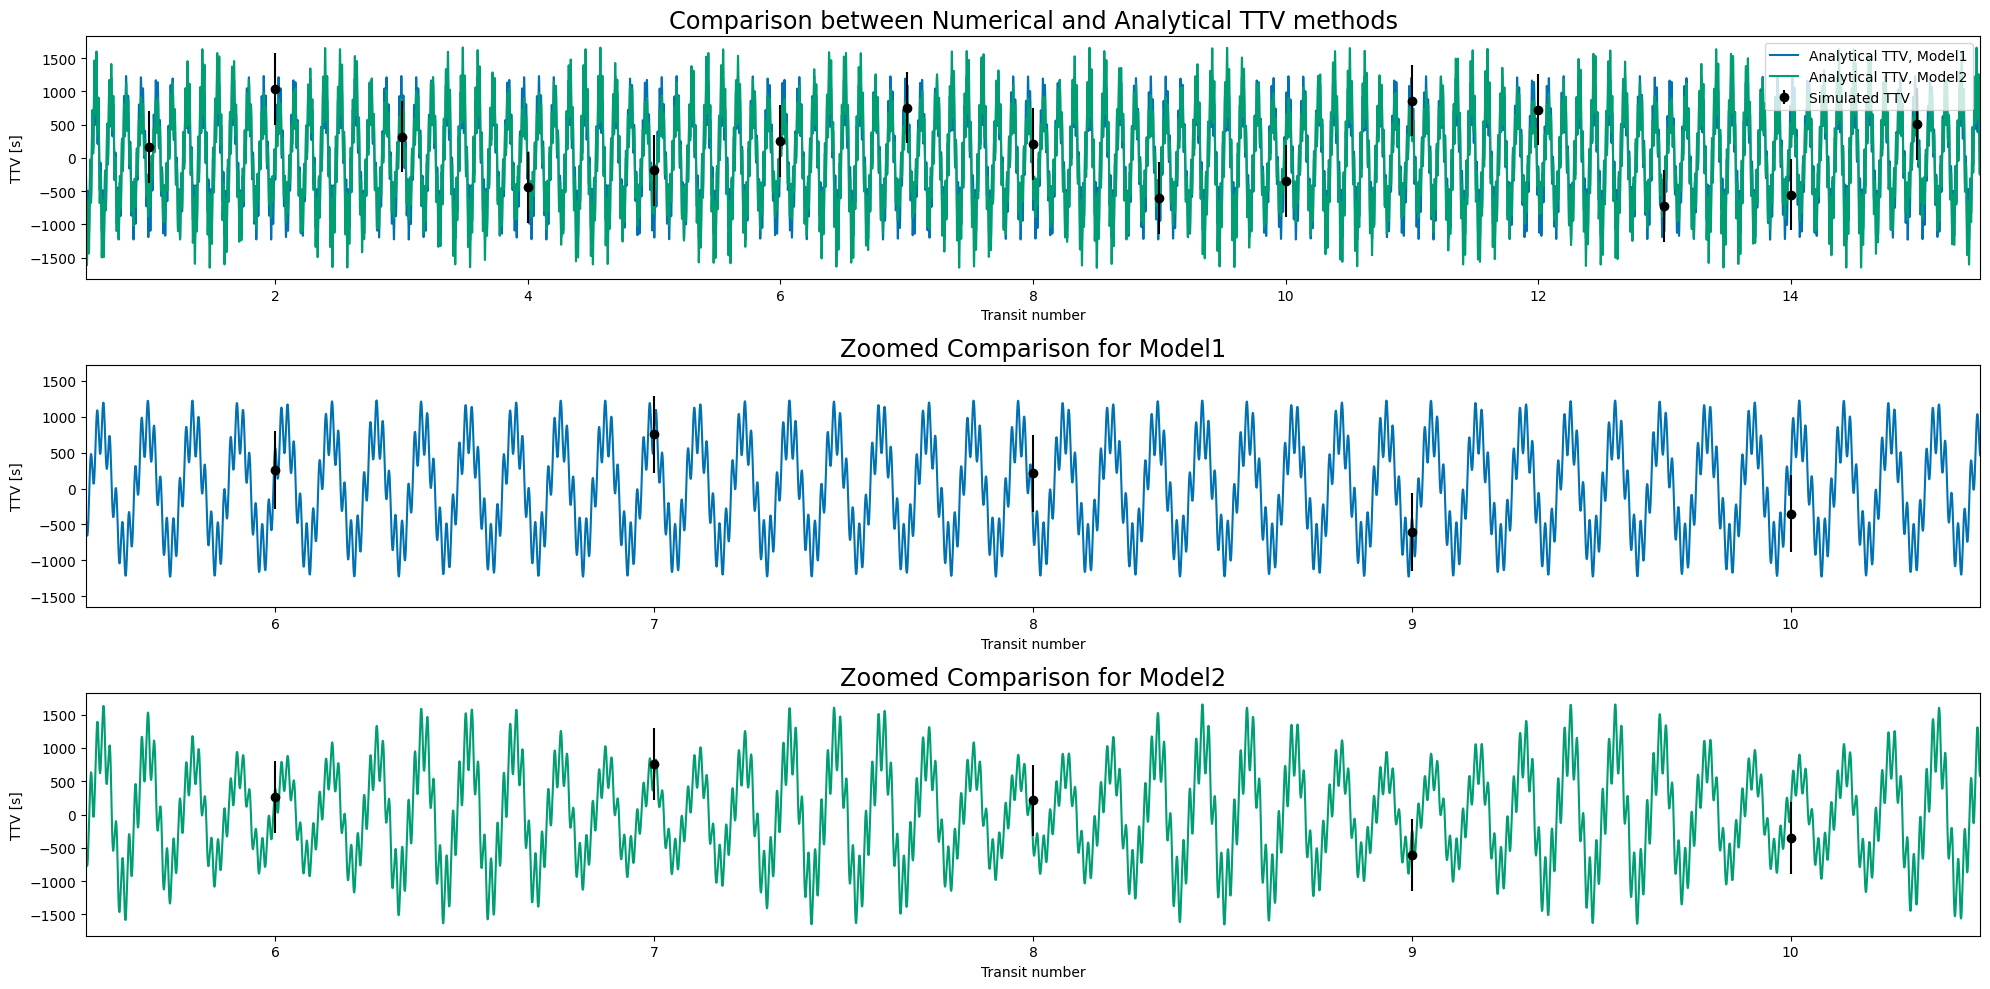 Comparison between Numerical and Analytical TTV methods
TTV [s]
1500
1000
500
0
−500
−1000
−1500
Analytical TTV, Model1
Analytical TTV, Model2
Simulated TTV
2 4 6 8 10 12 14
Transit number
Zoomed Comparison for Model1
TTV [s]
1500
1000
500
0
−500
−1000
−1500
6 7 8 9 10
Transit number
Zoomed Comparison for Model2
TTV [s]
1500
1000
500
0
−500
−1000
−1500
6 7 8 9 10
Transit number